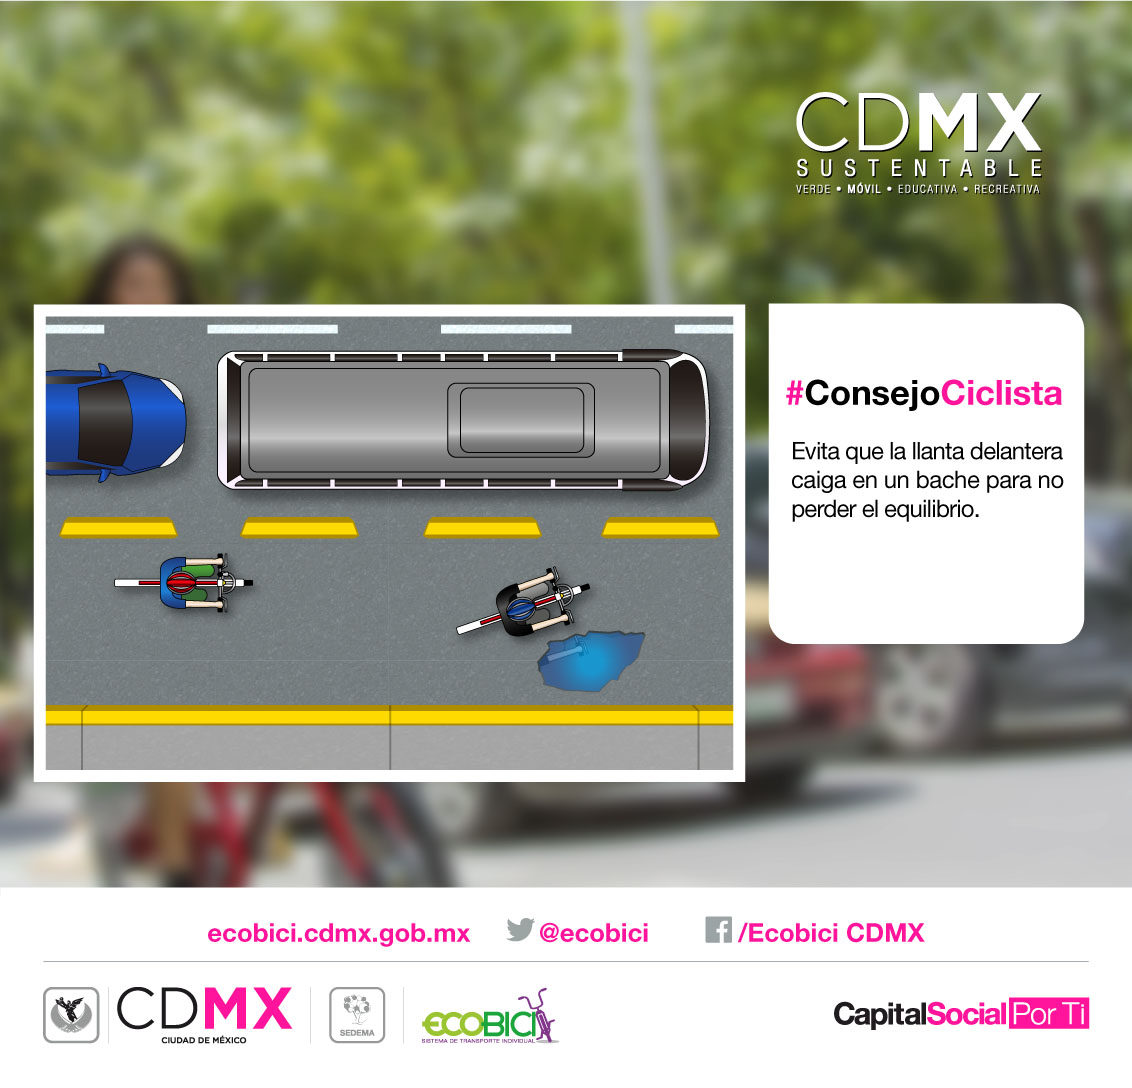 CDMX
SUSTENTABLE
VERDE • MÓVIL • EDUCATIVA • RECREATIVA
#ConsejoCiclista
Evita que la llanta delantera
caiga en un bache para no
perder el equilibrio.
ecobici.cdmx.gob.mx @ecobici /Ecobici CDMX
CDMX
CIUDAD DE MÉXICO
SEDEMA
ECOBICI
SISTEMA DE TRANSPORTE INDIVIDUAL
CapitalSocialPor Ti